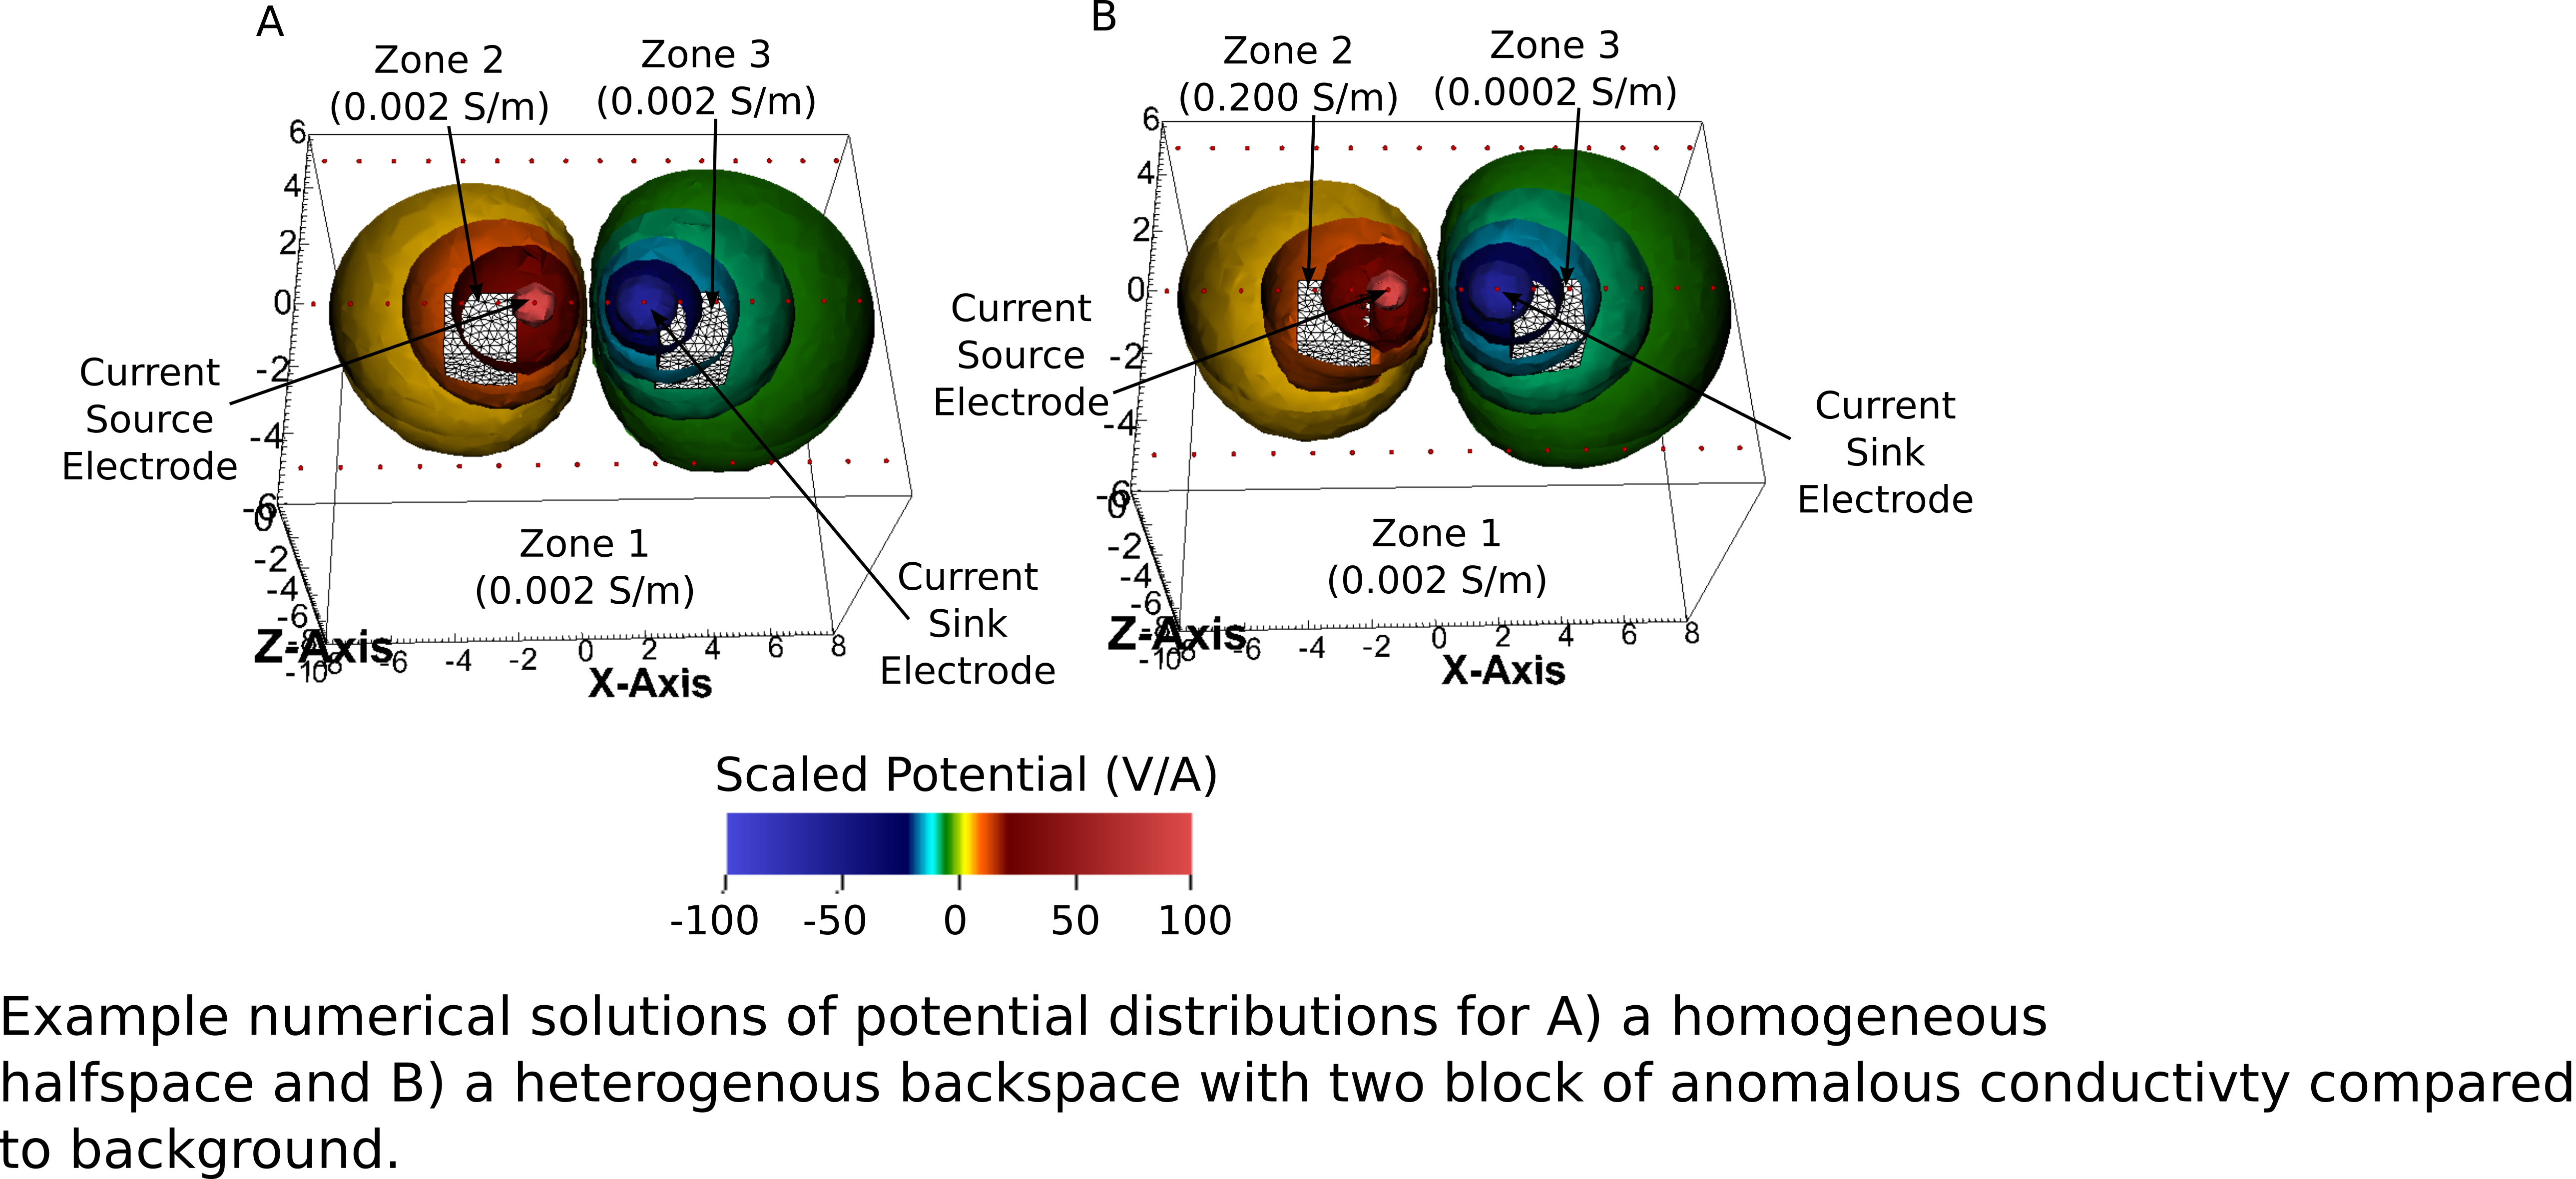 A
Zone 2
(0.002 S/m)
Zone 3
(0.002 S/m)
6
4
2
0
-2
-4
-6
0
-2
-4
-6
-8
-10
Z-Axis
-8
-6
-4
-2
0
2
4
6
8
X-Axis
Current
Source
Electrode
Zone 1
(0.002 S/m)
Current
Sink
Electrode
B
Zone 2
(0.200 S/m)
Zone 3
(0.0002 S/m)
6
4
2
0
-2
-4
-6
0
-2
-4
-6
-8
-10
Z-Axis
-8
-6
-4
-2
0
2
4
6
8
X-Axis
Current
Source
Electrode
Zone 1
(0.002 S/m)
Current
Sink
Electrode
Scaled Potential (V/A)
-100 -50 0 50 100
Example numerical solutions of potential distributions for A) a homogeneous
halfspace and B) a heterogenous backspace with two block of anomalous conductivty compared
to background.